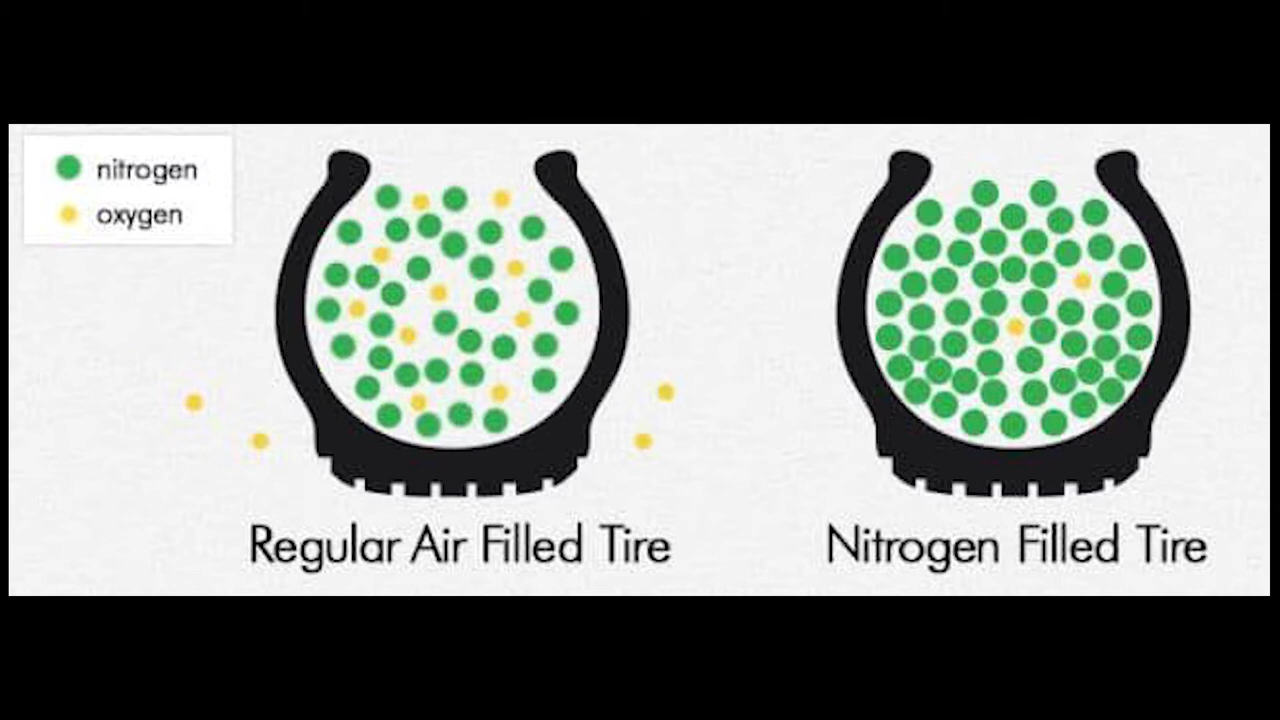 nitrogen
oxygen
Regular Air Filled Tire
Nitrogen Filled Tire